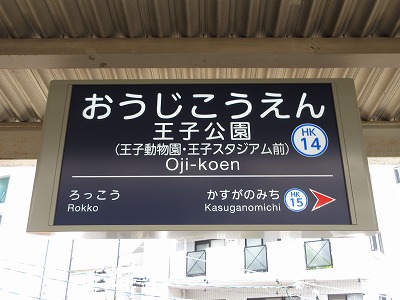 おうじこうえん
王子公園
(王子動物園・王子スタジアム前)
Oji-koen
HK
14
ろっこう
Rokko
かすがのみち
Kasuganomichi
HK
15